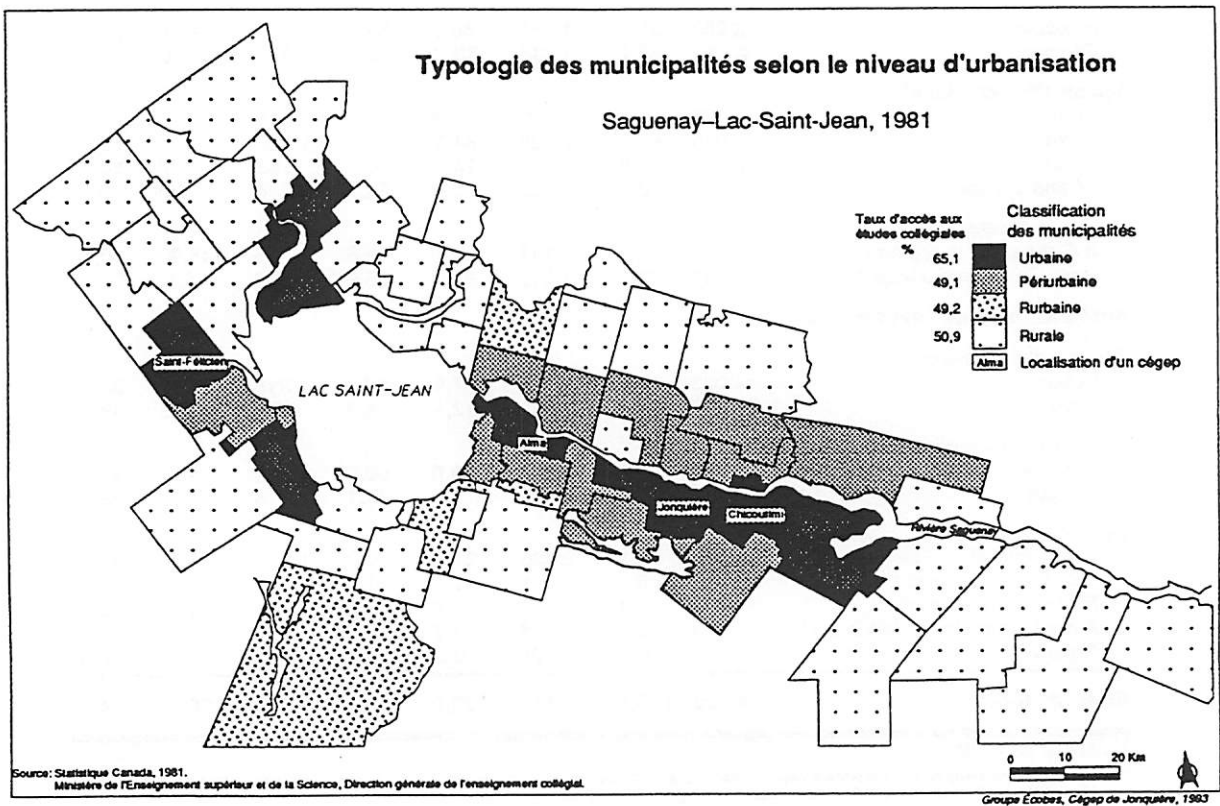 Typologie des municipalités selon le niveau d'urbanisation
Saguenay–Lac-Saint-Jean, 1981
Taux d'accès aux
études collégiales
%
Classification
des municipalités
65,1 Urbaine
49,1 Périurbaine
49,2 Rurbaine
50,9 Rurale
Alma Localisation d'un cégep
Saint-Félicien
LAC SAINT-JEAN
Alma
Jonquière
Chicoutimi
Rivière Saguenay
0 10 20 Km
Source: Statistique Canada, 1981.
Ministère de l'Enseignement supérieur et de la Science, Direction générale de l'enseignement collégial.
Groupe Écobes, Cégep de Jonquière, 1993